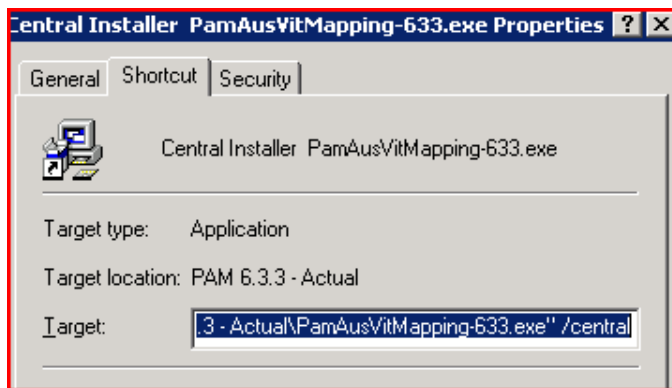 Central Installer PamAusVitMapping-633.exe Properties ? X
General Shortcut Security
Central Installer PamAusVitMapping-633.exe
Target type: Application
Target location: PAM 6.3.3 - Actual
Target: .3 - Actual\PamAusVitMapping-633.exe" /central